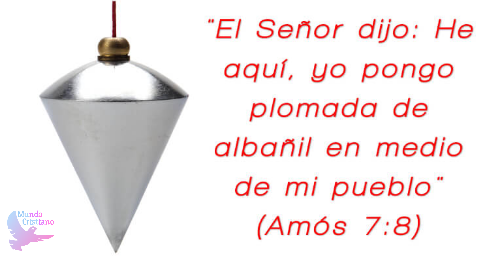 "El Señor dijo: He
aquí, yo pongo
plomada de
albañil en medio
de mi pueblo"
(Amós 7:8)
Mundo
Cristiano